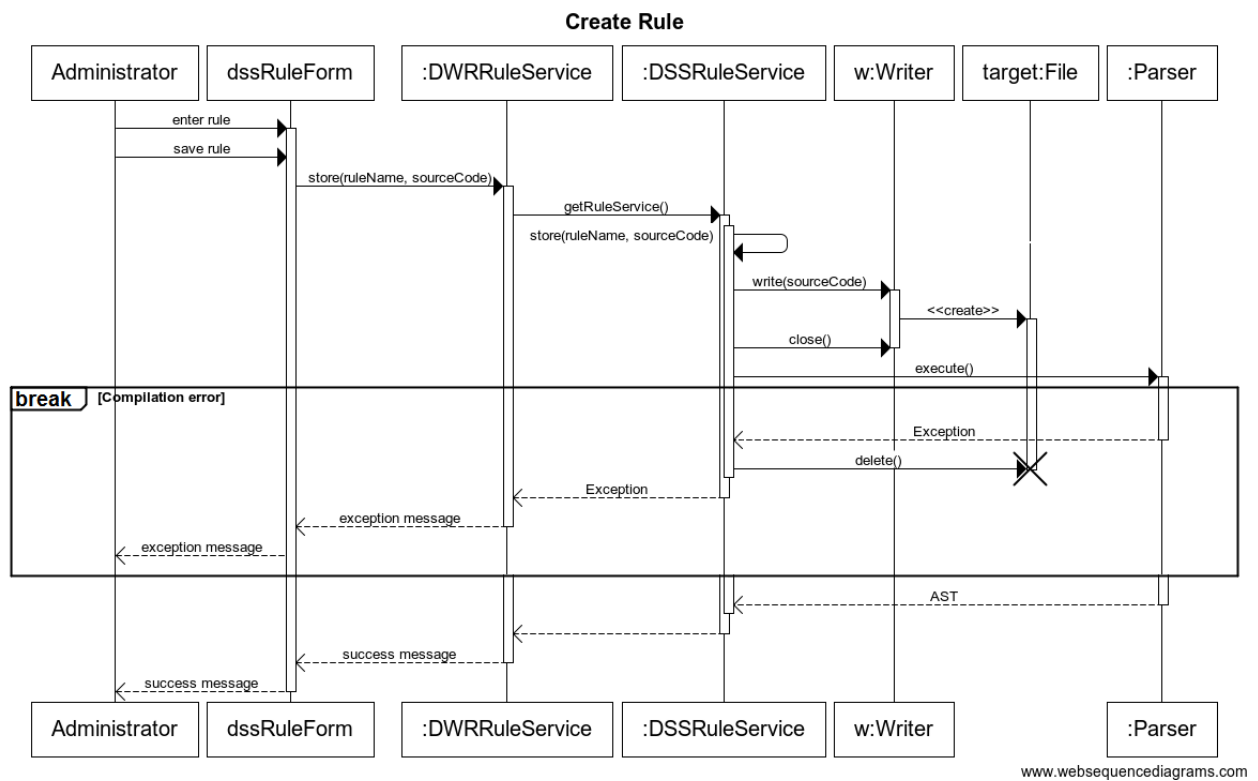 Create Rule
Administrator
dssRuleForm
:DWRRuleService
:DSSRuleService
w:Writer
target:File
:Parser
enter rule
save rule
store(ruleName, sourceCode)
getRuleService()
store(ruleName, sourceCode)
write(sourceCode)
<<create>>
close()
execute()
break
[Compilation error]
Exception
delete()
Exception
exception message
exception message
AST
success message
success message
Administrator
dssRuleForm
:DWRRuleService
:DSSRuleService
w:Writer
:Parser
www.websequencediagrams.com